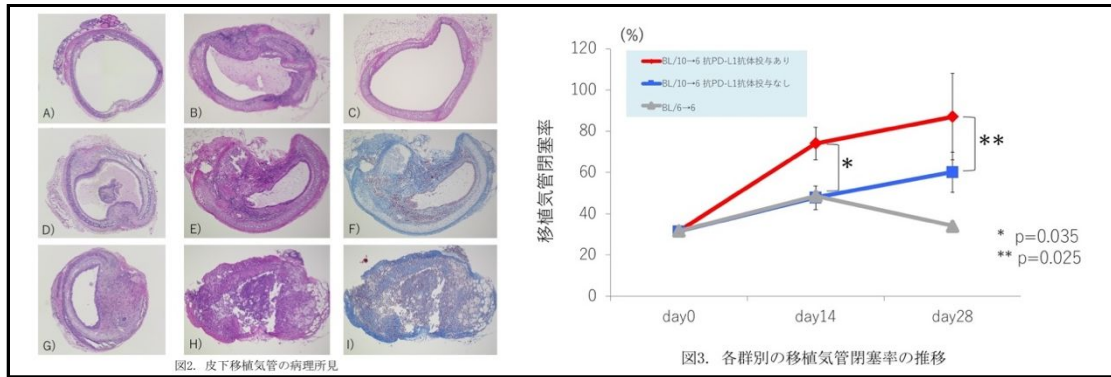 A)
B)
C)
D)
E)
F)
G)
H)
I)
図2. 皮下移植気管の病理所見
(%)
移植気管閉塞率
120
100
80
60
40
20
0
BL/10→6 抗PD-L1抗体投与あり
BL/10→6 抗PD-L1抗体投与なし
BL/6→6
*
**
* p=0.035
** p=0.025
day0
day14
day28
図3. 各群別の移植気管閉塞率の推移